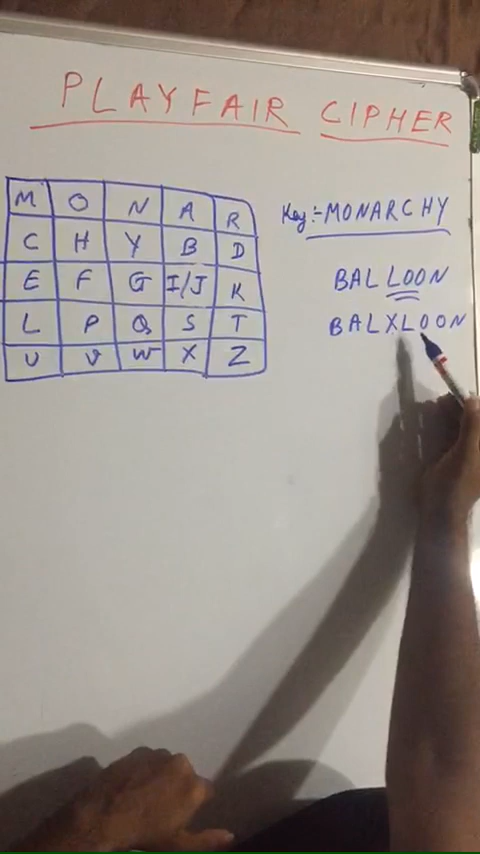 PLAYFAIR CIPHER
M O N A R
C H Y B D
E F G I/J K
L P Q S T
U V W X Z
Key:- MONARCHY
BALLOON
BALXLOON